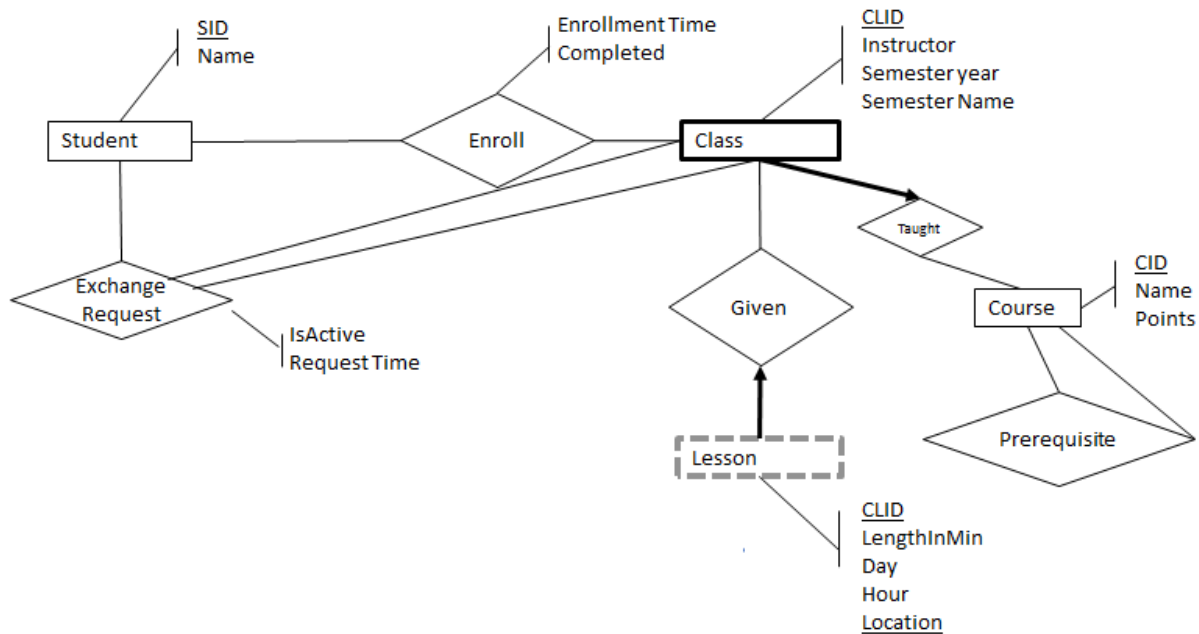 SID
Name
Enrollment Time
Completed
CLID
Instructor
Semester year
Semester Name
Student
Enroll
Class
Taught
Exchange
Request
IsActive
Request Time
Given
CID
Name
Points
Course
Prerequisite
Lesson
CLID
LengthInMin
Day
Hour
Location